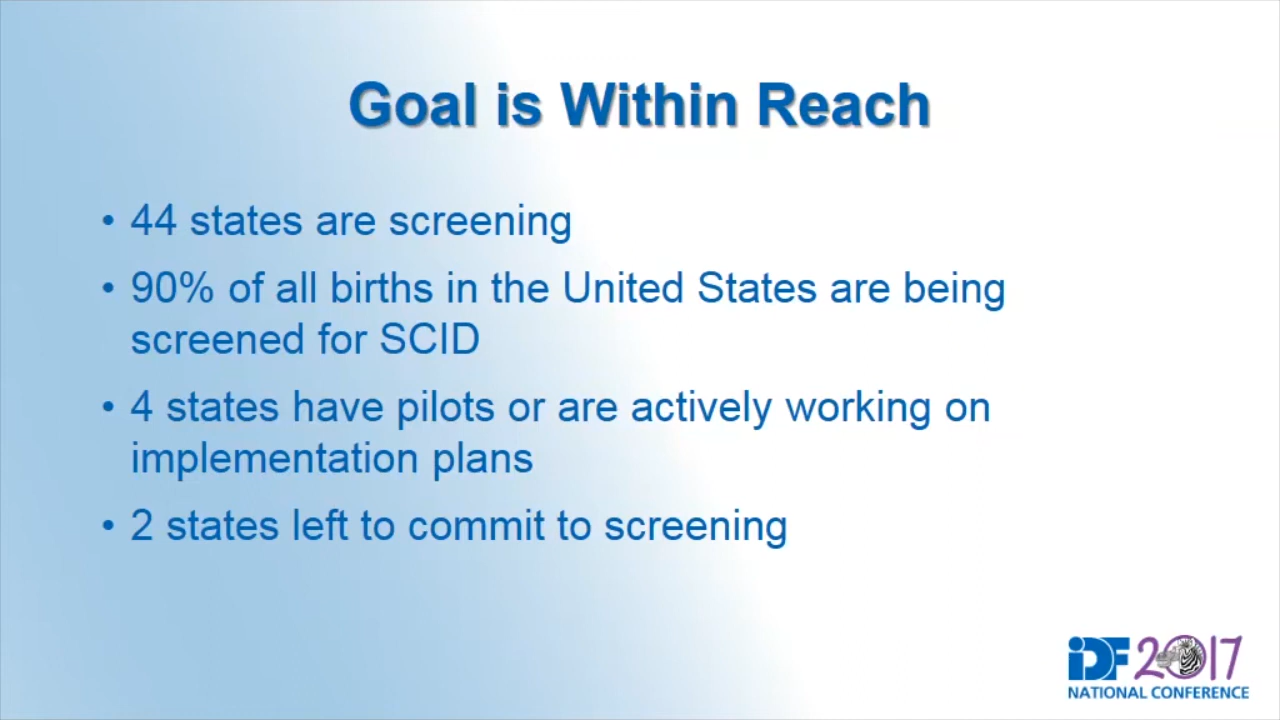 Goal is Within Reach
• 44 states are screening
• 90% of all births in the United States are being
screened for SCID
• 4 states have pilots or are actively working on
implementation plans
• 2 states left to commit to screening
iDF 2017
NATIONAL CONFERENCE